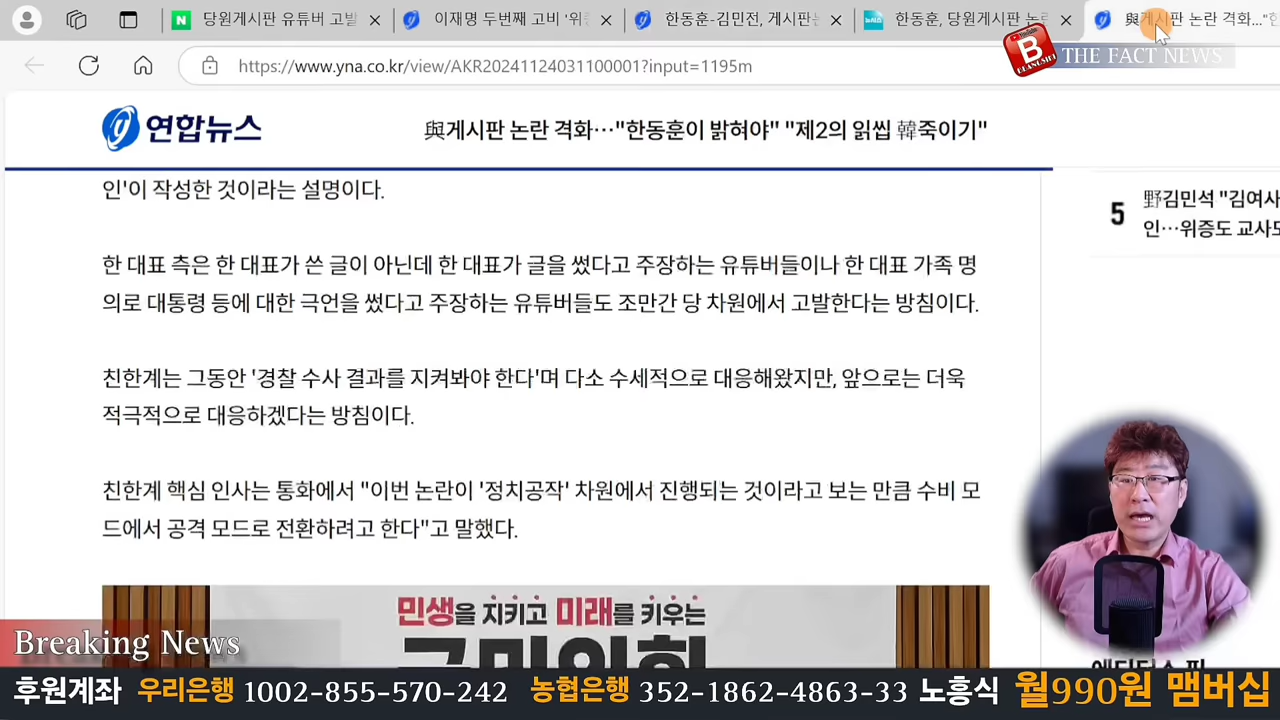 당원게시판 유튜버 고발
이재명 두번째 고비 '위증
한동훈-김민전, 게시판
한동훈, 당원게시판 논
與게시판 논란 격화..."한
https://www.yna.co.kr/view/AKR20241124031100001?input=1195m
THE FACT NEWS
연합뉴스
與게시판 논란 격화…"한동훈이 밝혀야" "제2의 읽씹 韓죽이기"
인'이 작성한 것이라는 설명이다.
한 대표 측은 한 대표가 쓴 글이 아닌데 한 대표가 글을 썼다고 주장하는 유튜버들이나 한 대표 가족 명
의로 대통령 등에 대한 극언을 썼다고 주장하는 유튜버들도 조만간 당 차원에서 고발한다는 방침이다.
친한계는 그동안 '경찰 수사 결과를 지켜봐야 한다'며 다소 수세적으로 대응해왔지만, 앞으로는 더욱
적극적으로 대응하겠다는 방침이다.
친한계 핵심 인사는 통화에서 "이번 논란이 '정치공작' 차원에서 진행되는 것이라고 보는 만큼 수비 모
드에서 공격 모드로 전환하려고 한다"고 말했다.
5
野김민석 "김여사
인…위증도 교사도
민생을 지키고 미래를 키우는
국민의힘
Breaking News
후원계좌 우리은행 1002-855-570-242 농협은행 352-1862-4863-33 노흥식 월990원 맴버십